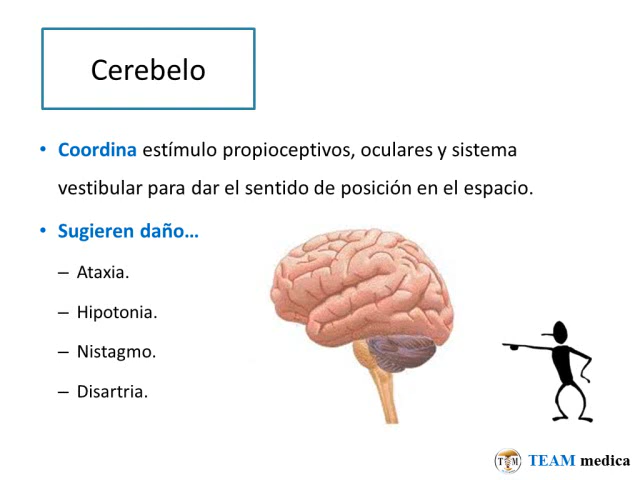 Cerebelo
• Coordina estímulo propioceptivos, oculares y sistema
vestibular para dar el sentido de posición en el espacio.
• Sugieren daño...
– Ataxia.
– Hipotonia.
– Nistagmo.
– Disartria.
TEAM medica